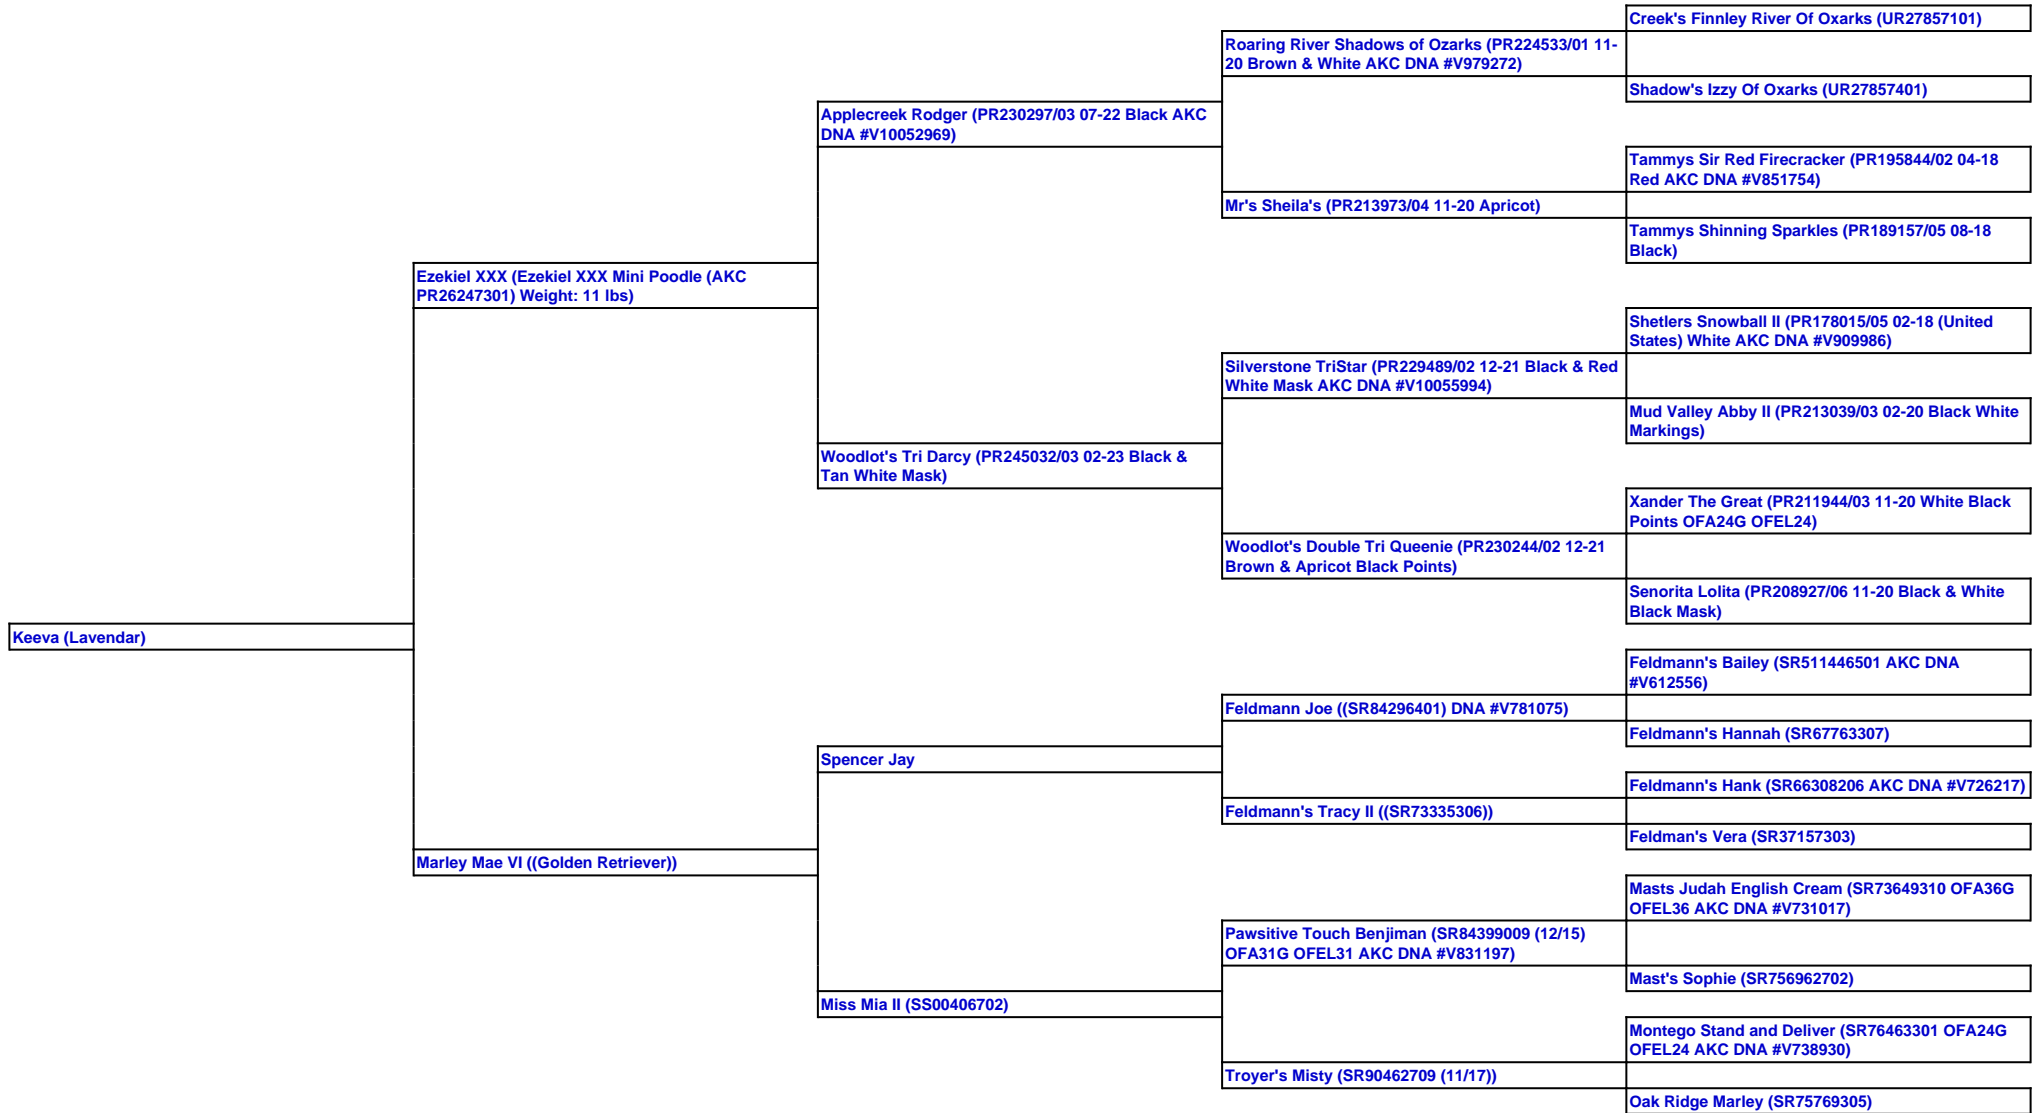 Creek's Finnley River Of Oxarks (UR27857101)
Roaring River Shadows of Ozarks (PR224533/01 11-
20 Brown & White AKC DNA #V979272)
Shadow's Izzy Of Oxarks (UR27857401)
Applecreek Rodger (PR230297/03 07-22 Black AKC
DNA #V10052969)
Tammys Sir Red Firecracker (PR195844/02 04-18
Red AKC DNA #V851754)
Mr's Sheila's (PR213973/04 11-20 Apricot)
Tammys Shinning Sparkles (PR189157/05 08-18
Black)
Ezekiel XXX (Ezekiel XXX Mini Poodle (AKC
PR26247301) Weight: 11 lbs)
Shetlers Snowball II (PR178015/05 02-18 (United
States) White AKC DNA #V909986)
Silverstone TriStar (PR229489/02 12-21 Black & Red
White Mask AKC DNA #V10055994)
Mud Valley Abby II (PR213039/03 02-20 Black White
Markings)
Woodlot's Tri Darcy (PR245032/03 02-23 Black &
Tan White Mask)
Xander The Great (PR211944/03 11-20 White Black
Points OFA24G OFEL24)
Woodlot's Double Tri Queenie (PR230244/02 12-21
Brown & Apricot Black Points)
Senorita Lolita (PR208927/06 11-20 Black & White
Black Mask)
Keeva (Lavendar)
Feldmann's Bailey (SR511446501 AKC DNA
#V612556)
Feldmann Joe ((SR84296401) DNA #V781075)
Feldmann's Hannah (SR67763307)
Spencer Jay
Feldmann's Hank (SR66308206 AKC DNA #V726217)
Feldmann's Tracy II ((SR73335306))
Feldman's Vera (SR37157303)
Marley Mae VI ((Golden Retriever))
Masts Judah English Cream (SR73649310 OFA36G
OFEL36 AKC DNA #V731017)
Pawsitive Touch Benjiman (SR84399009 (12/15)
OFA31G OFEL31 AKC DNA #V831197)
Mast's Sophie (SR756962702)
Miss Mia II (SS00406702)
Montego Stand and Deliver (SR76463301 OFA24G
OFEL24 AKC DNA #V738930)
Troyer's Misty (SR90462709 (11/17))
Oak Ridge Marley (SR75769305)